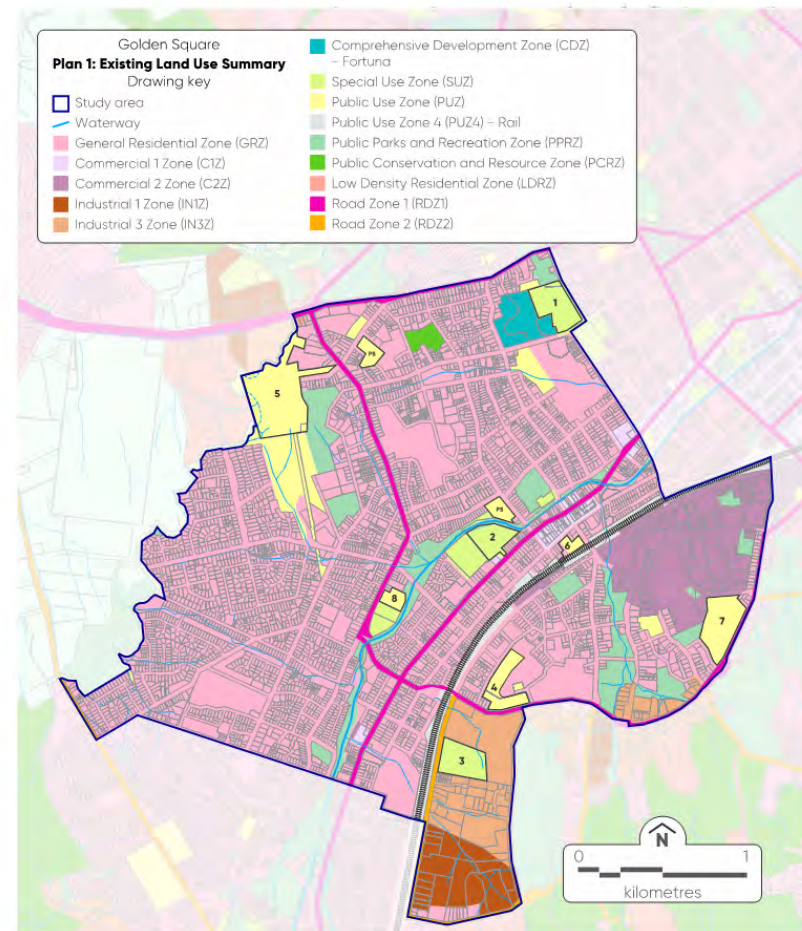 Golden Square
Plan 1: Existing Land Use Summary
Drawing key
Study area
Waterway
General Residential Zone (GRZ)
Commercial 1 Zone (C1Z)
Commercial 2 Zone (C2Z)
Industrial 1 Zone (IN1Z)
Industrial 3 Zone (IN3Z)
Comprehensive Development Zone (CDZ)
– Fortuna
Special Use Zone (SUZ)
Public Use Zone (PUZ)
Public Use Zone 4 (PUZ4) – Rail
Public Parks and Recreation Zone (PPRZ)
Public Conservation and Resource Zone (PCRZ)
Low Density Residential Zone (LDRZ)
Road Zone 1 (RDZ1)
Road Zone 2 (RDZ2)
1
PS
5
PS
2
6
8
7
4
3
N
0 1
kilometres